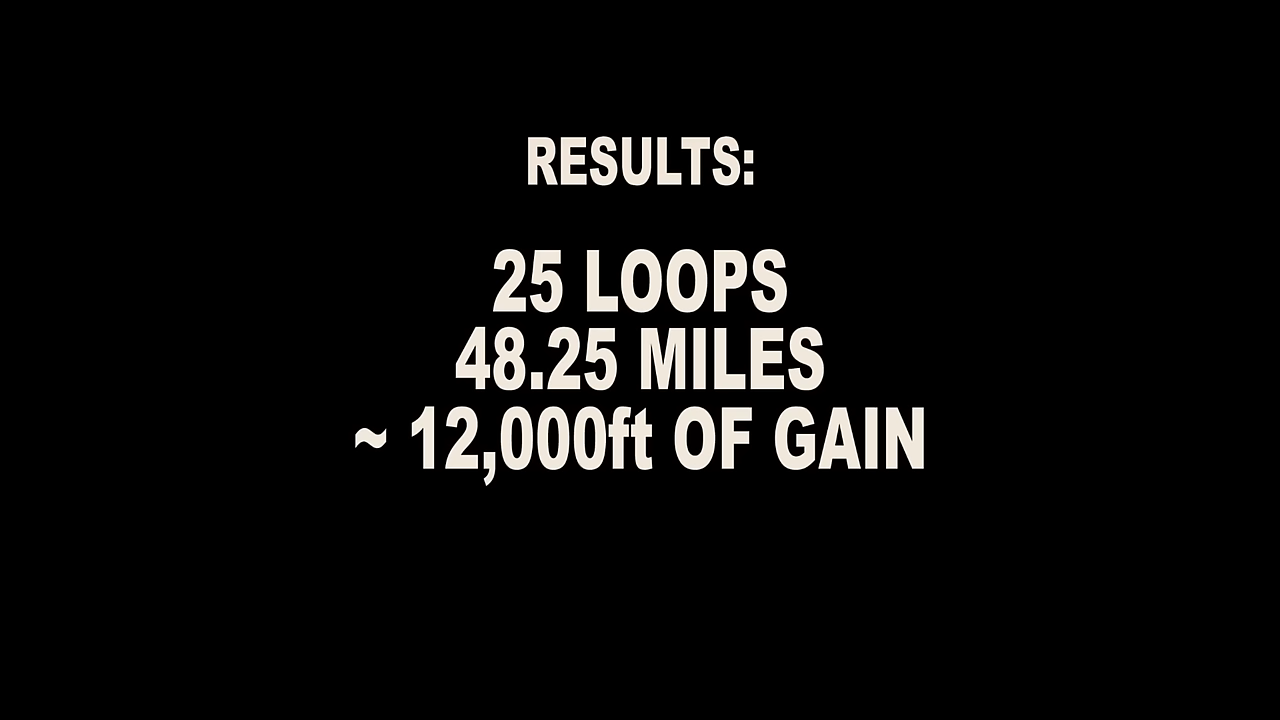 RESULTS:
25 LOOPS
48.25 MILES
~ 12,000ft OF GAIN